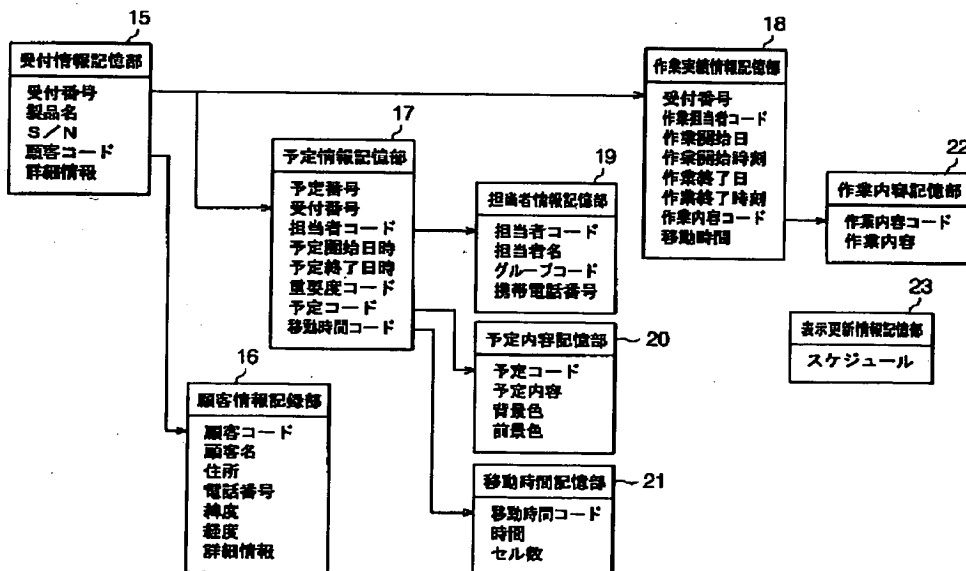 15
受付情報記憶部
受付番号
製品名
S/N
顧客コード
詳細情報
16
顧客情報記録部
顧客コード
顧客名
住所
電話番号
緯度
経度
詳細情報
17
予定情報記憶部
予定番号
受付番号
担当者コード
予定開始日時
予定終了日時
重要度コード
予定コード
移動時間コード
18
作業実績情報記憶部
受付番号
作業担当者コード
作業開始日
作業開始時刻
作業終了日
作業終了時刻
作業内容コード
移動時間
19
担当者情報記憶部
担当者コード
担当者名
グループコード
携帯電話番号
20
予定内容記憶部
予定コード
予定内容
背景色
前景色
21
移動時間記憶部
移動時間コード
時間
セル数
22
作業内容記憶部
作業内容コード
作業内容
23
表示更新情報記憶部
スケジュール